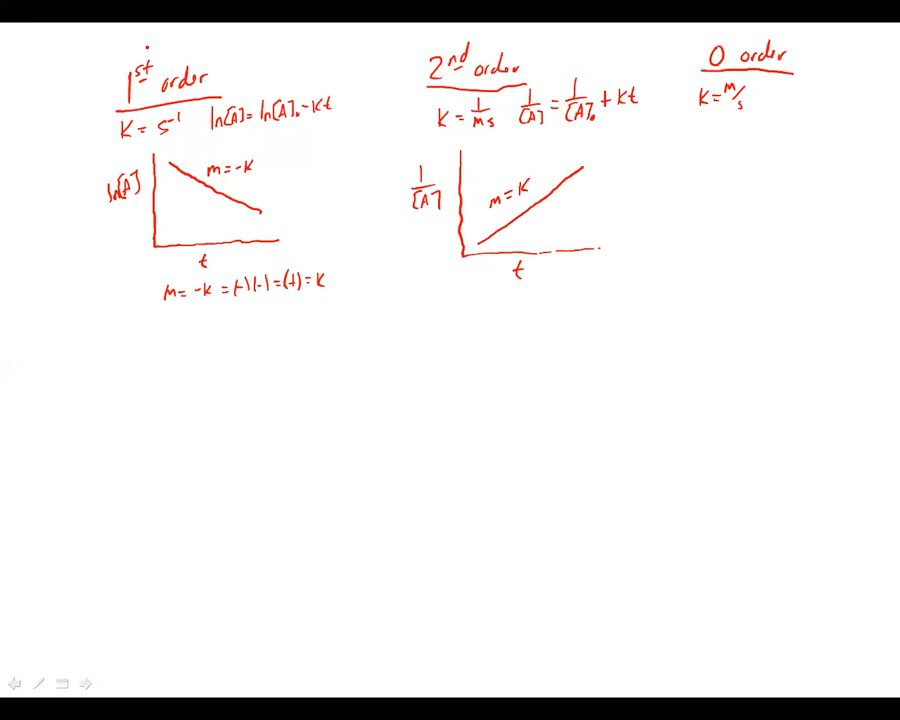 1st order
K = s⁻¹ ln[A] = ln[A]₀ - Kt
ln[A]
m = -K
t
m = -K = (-)(-) = (+) = K
2nd order
K = 1/Ms 1/[A] = 1/[A]₀ + Kt
1/[A]
m = K
t
0 order
K = M/s